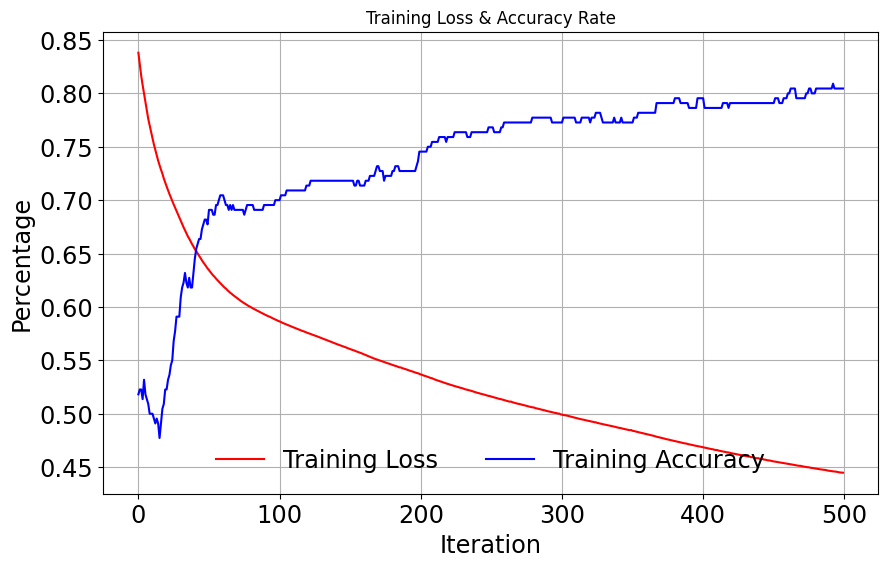 Training Loss & Accuracy Rate
0.85
0.80
0.75
0.70
0.65
0.60
0.55
0.50
0.45
Percentage
Training Loss Training Accuracy
0 100 200 300 400 500
Iteration